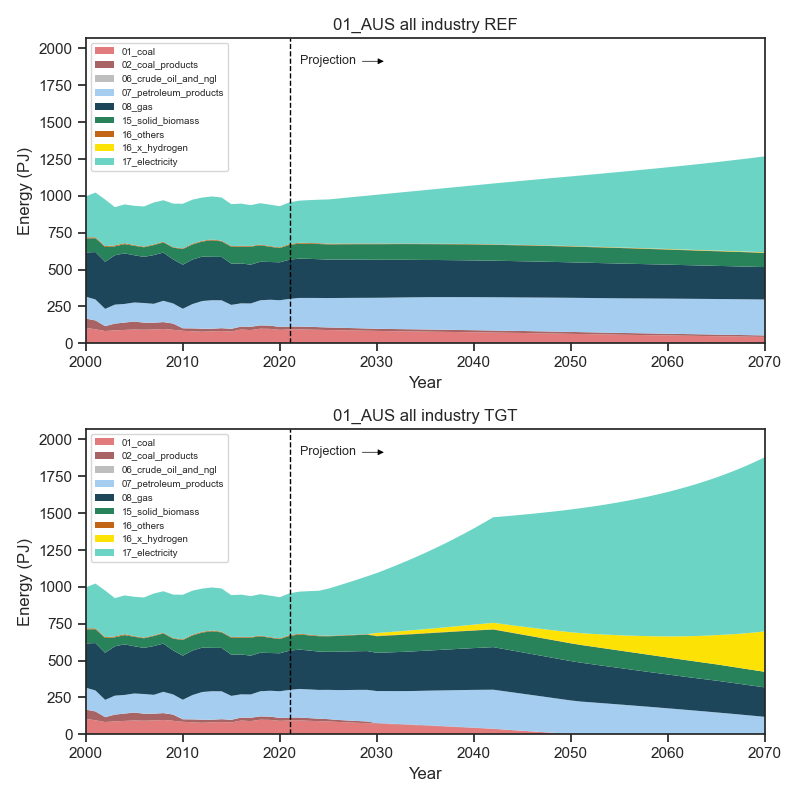 01_AUS all industry REF
2000
1750
1500
1250
1000
750
500
250
0
Energy (PJ)
01_coal
02_coal_products
06_crude_oil_and_ngl
07_petroleum_products
08_gas
15_solid_biomass
16_others
16_x_hydrogen
17_electricity
Projection
2000 2010 2020 2030 2040 2050 2060 2070
Year
01_AUS all industry TGT
2000
1750
1500
1250
1000
750
500
250
0
Energy (PJ)
01_coal
02_coal_products
06_crude_oil_and_ngl
07_petroleum_products
08_gas
15_solid_biomass
16_others
16_x_hydrogen
17_electricity
Projection
2000 2010 2020 2030 2040 2050 2060 2070
Year